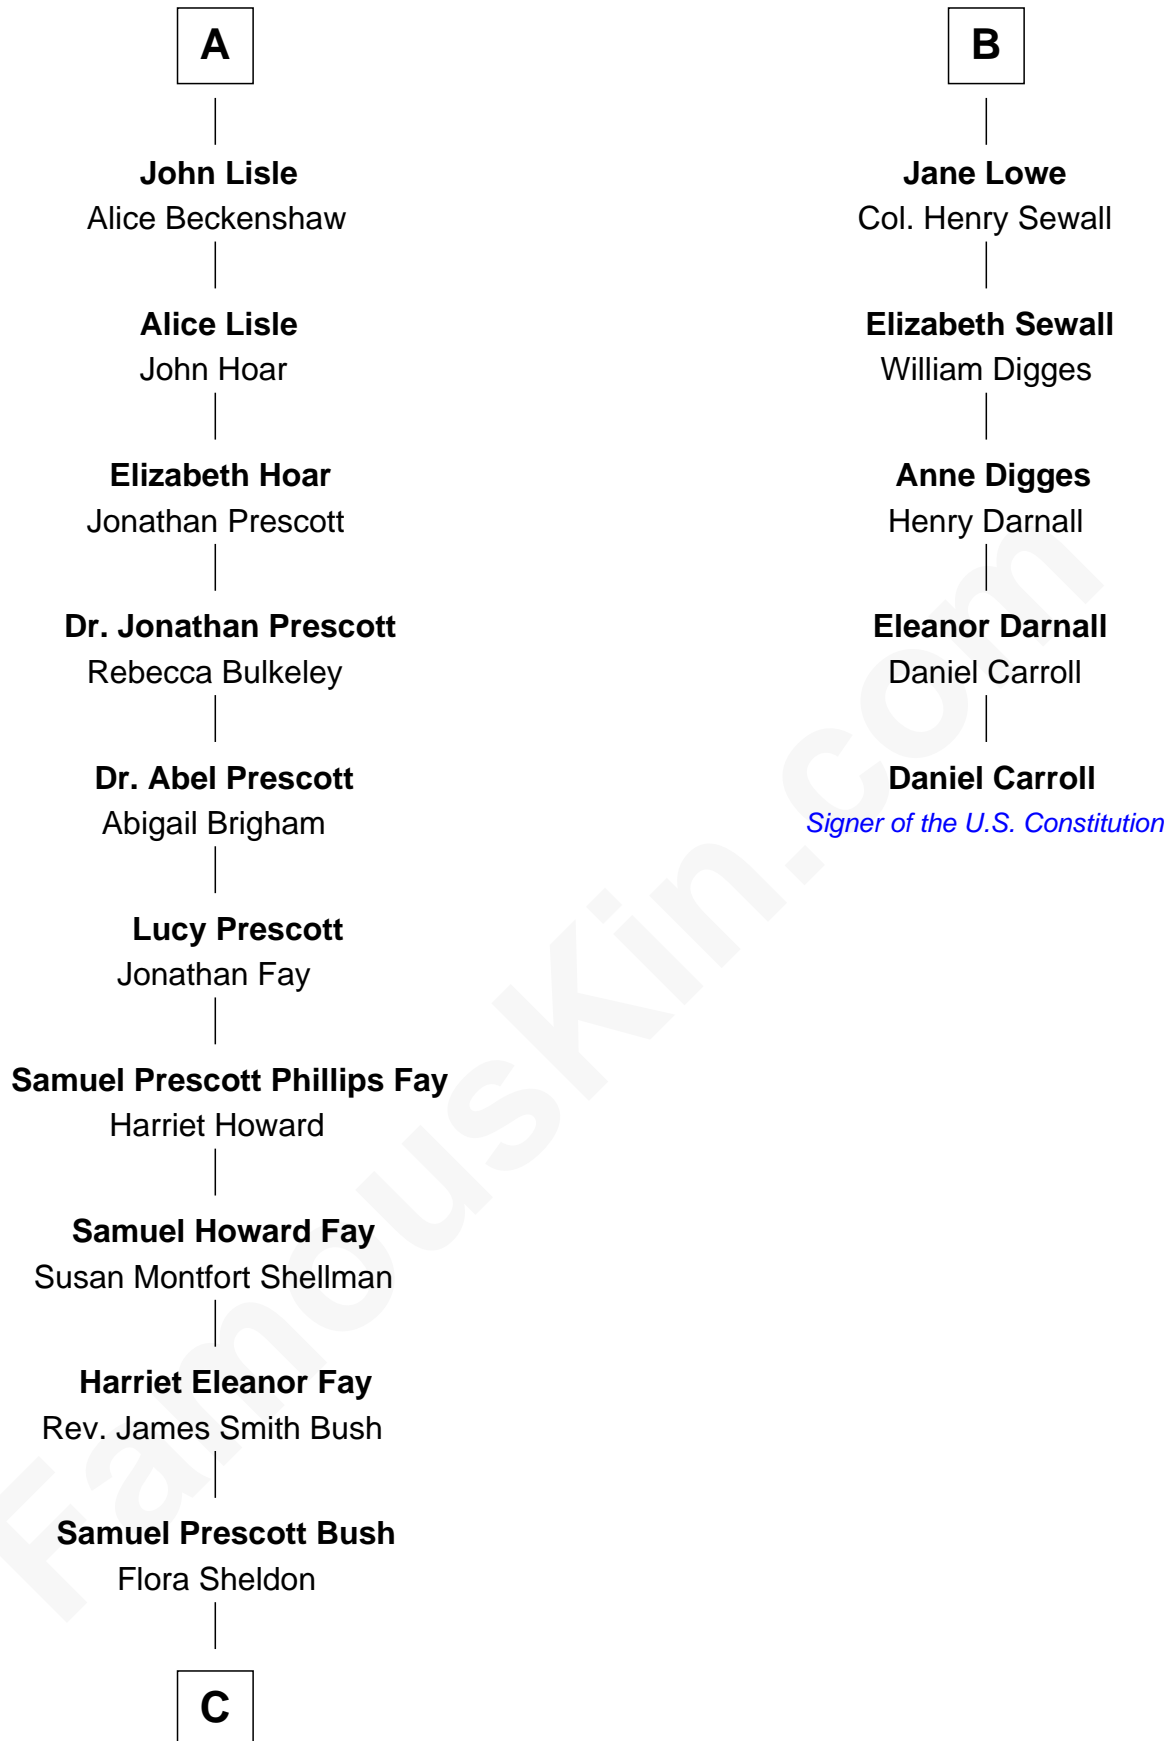 A
John Lisle
Alice Beckenshaw
Alice Lisle
John Hoar
Elizabeth Hoar
Jonathan Prescott
Dr. Jonathan Prescott
Rebecca Bulkeley
Dr. Abel Prescott
Abigail Brigham
Lucy Prescott
Jonathan Fay
Samuel Prescott Phillips Fay
Harriet Howard
Samuel Howard Fay
Susan Montfort Shellman
Harriet Eleanor Fay
Rev. James Smith Bush
Samuel Prescott Bush
Flora Sheldon
C
B
Jane Lowe
Col. Henry Sewall
Elizabeth Sewall
William Digges
Anne Digges
Henry Darnall
Eleanor Darnall
Daniel Carroll
Daniel Carroll
Signer of the U.S. Constitution
FamousKin.com